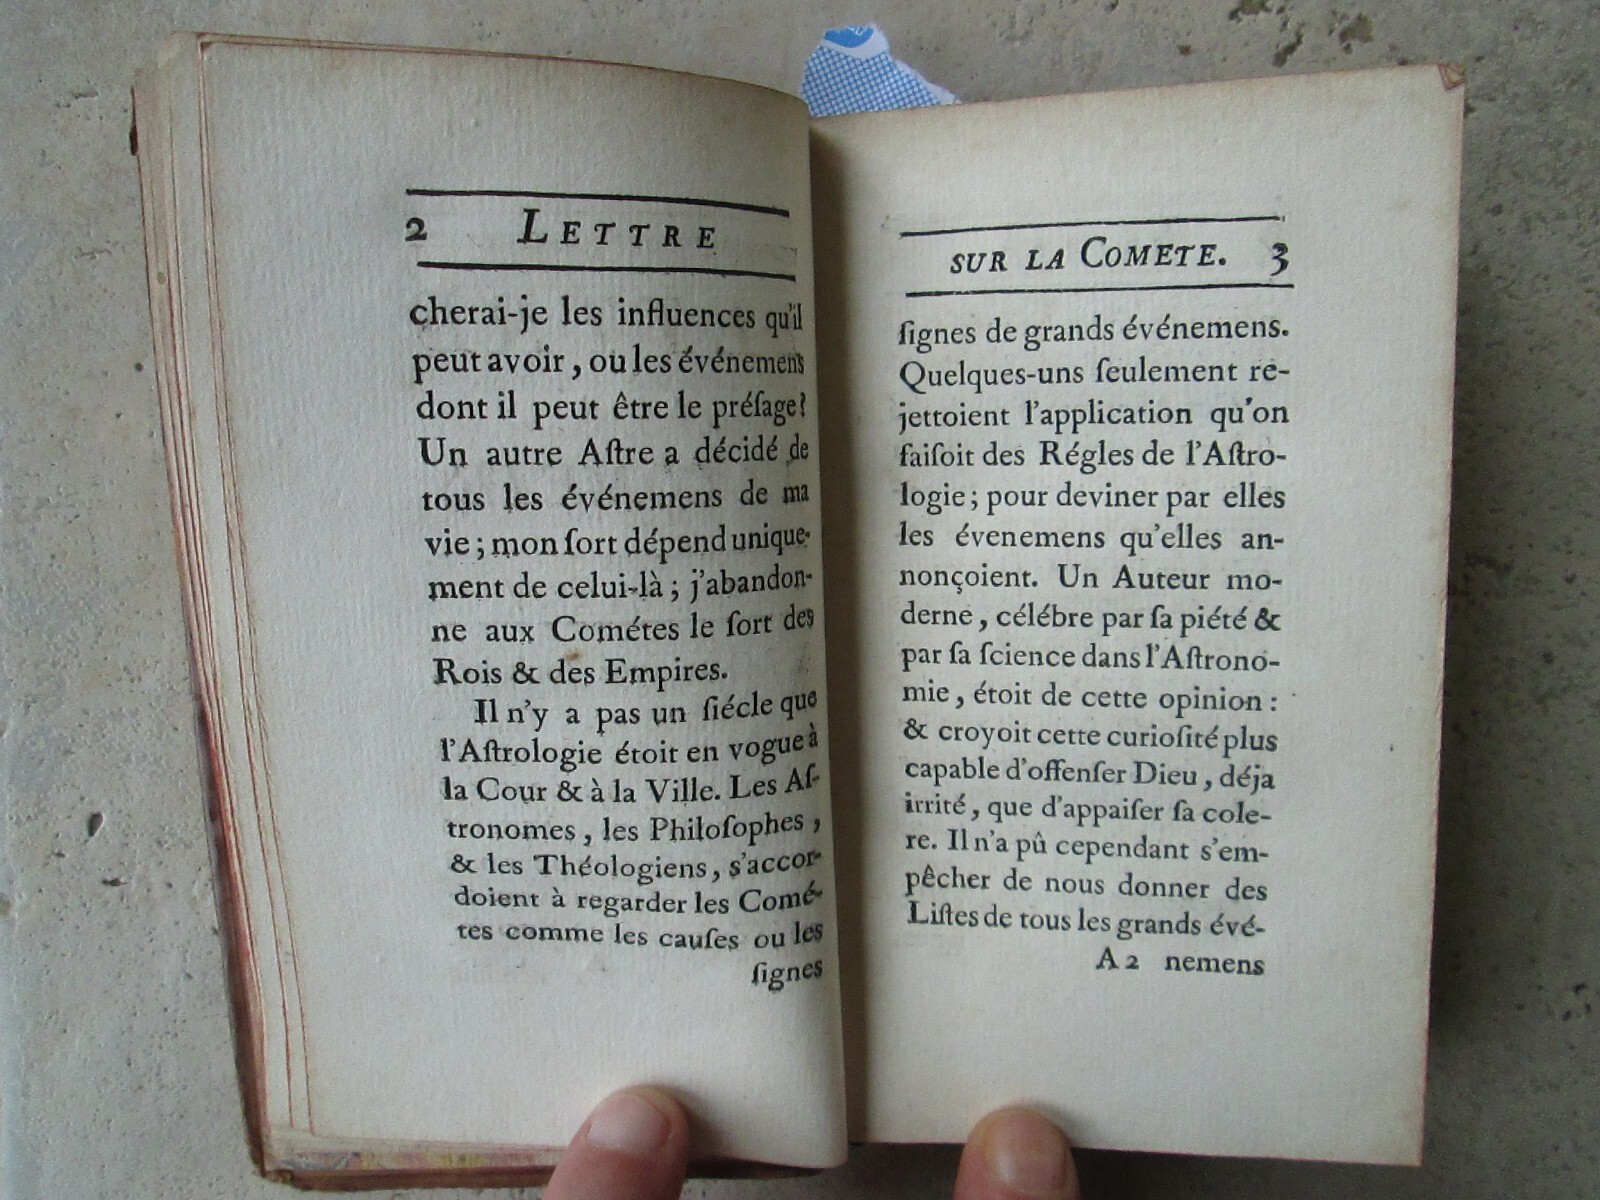 2 LETTRE
cherai-je les influences qu'il
peut avoir, ou les événemens
dont il peut être le préſage?
Un autre Aſtre a décidé de
tous les événemens de ma
vie; mon ſort dépend unique-
ment de celui-là; j'abandon-
ne aux Cométes le ſort des
Rois & des Empires.
Il n'y a pas un ſiécle que
l'Aſtrologie étoit en vogue à
la Cour & à la Ville. Les Aſ-
tronomes, les Philoſophes,
& les Théologiens, s'accor-
doient à regarder les Comé-
tes comme les cauſes ou les
ſignes
SUR LA COMETE. 3
ſignes de grands événemens.
Quelques-uns ſeulement re-
jettoient l'application qu'on
faiſoit des Régles de l'Aſtro-
logie; pour deviner par elles
les évenemens qu'elles an-
nonçoient. Un Auteur mo-
derne, célébre par ſa piété &
par ſa ſcience dans l'Aſtrono-
mie, étoit de cette opinion:
& croyoit cette curioſité plus
capable d'offenſer Dieu, déja
irrité, que d'appaiſer ſa cole-
re. Il n'a pû cependant s'em-
pêcher de nous donner des
Liſtes de tous les grands évé-
A 2 nemens